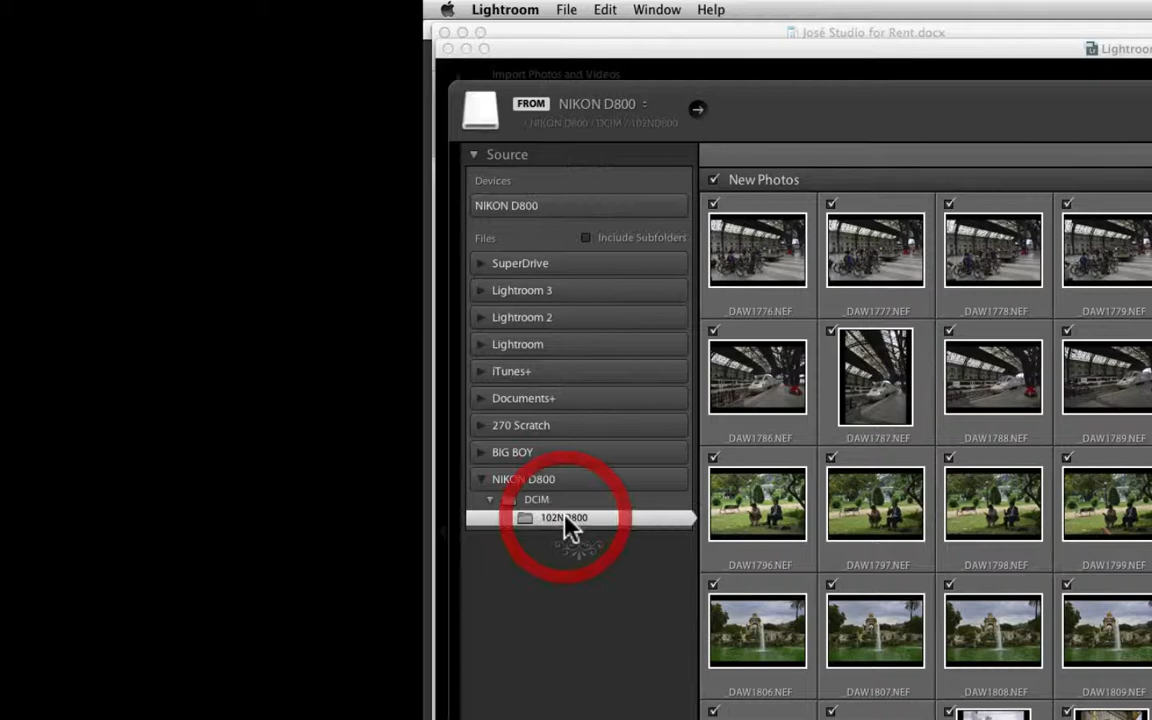 Lightroom File Edit Window Help
José Studio for Rent.docx
Lightroom
Import Photos and Videos
FROM NIKON D800
/ NIKON D800 / DCIM / 102ND800
Source
Devices
NIKON D800
Files Include Subfolders
SuperDrive
Lightroom 3
Lightroom 2
Lightroom
iTunes+
Documents+
270 Scratch
BIG BOY
NIKON D800
DCIM
102ND800
New Photos
_DAW1776.NEF _DAW1777.NEF _DAW1778.NEF _DAW1779.NEF
_DAW1786.NEF _DAW1787.NEF _DAW1788.NEF _DAW1789.NEF
_DAW1796.NEF _DAW1797.NEF _DAW1798.NEF _DAW1799.NEF
_DAW1806.NEF _DAW1807.NEF _DAW1808.NEF _DAW1809.NEF